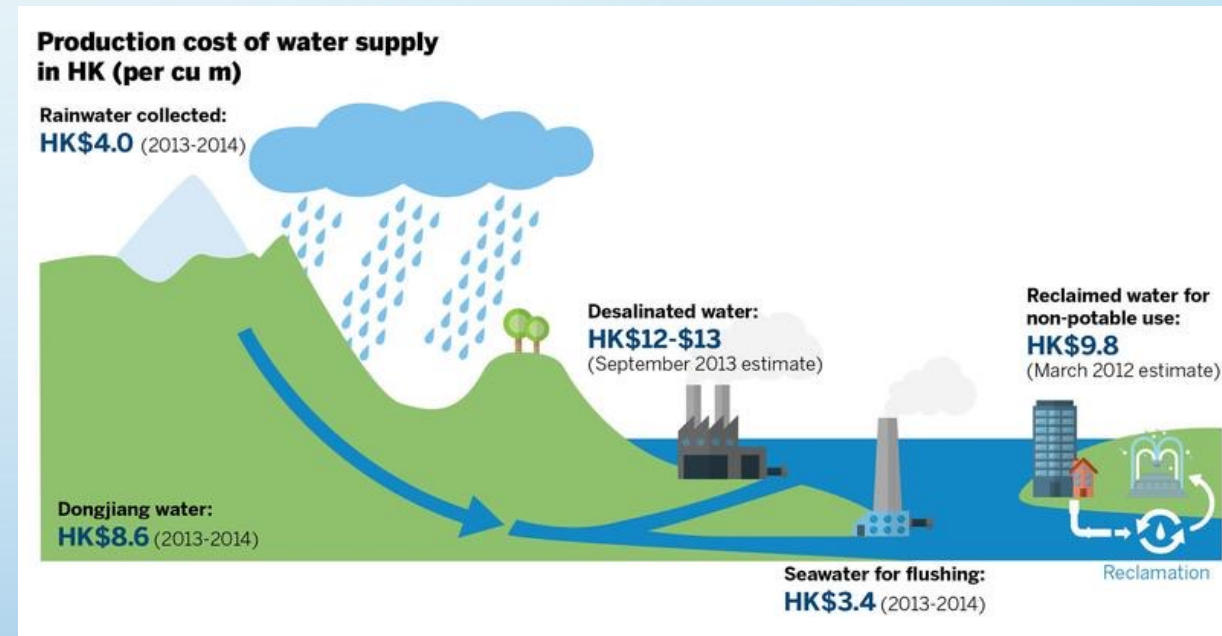 Production cost of water supply
in HK (per cu m)
Rainwater collected:
HK$4.0 (2013-2014)
Desalinated water:
HK$12-$13
(September 2013 estimate)
Reclaimed water for
non-potable use:
HK$9.8
(March 2012 estimate)
Dongjiang water:
HK$8.6 (2013-2014)
Seawater for flushing:
HK$3.4 (2013-2014)
Reclamation